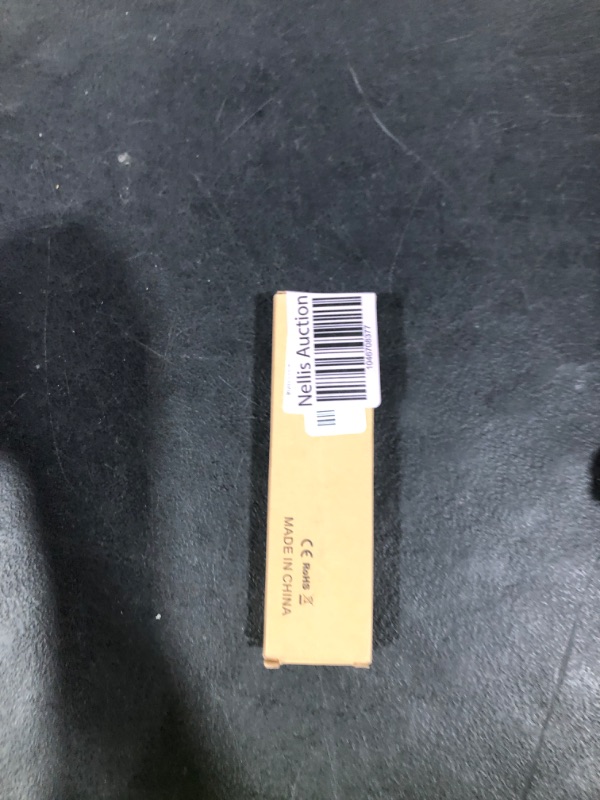 Nellis Auction
1046708377
CE RoHS
MADE IN CHINA